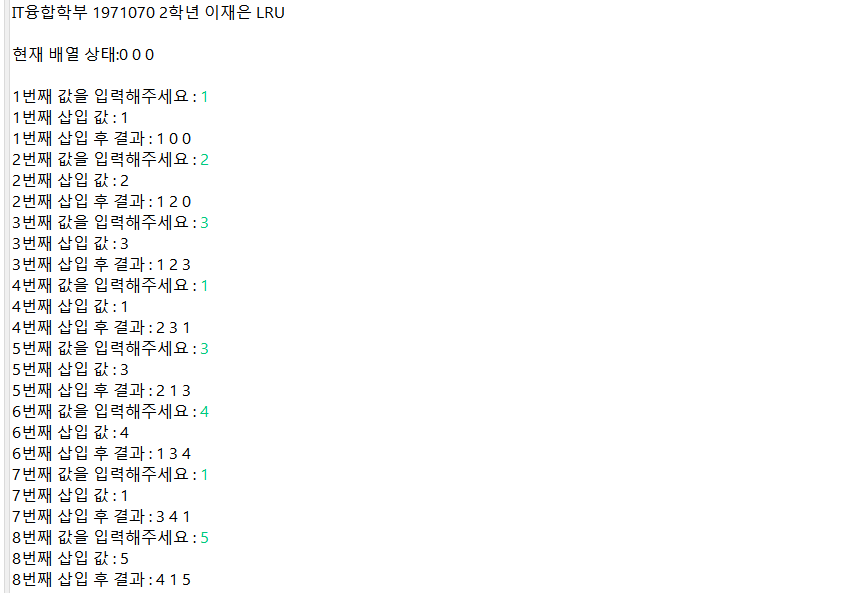 IT융합학부 1971070 2학년 이재은 LRU
현재 배열 상태:0 0 0
1번째 값을 입력해주세요 : 1
1번째 삽입 값 : 1
1번째 삽입 후 결과 : 1 0 0
2번째 값을 입력해주세요 : 2
2번째 삽입 값 : 2
2번째 삽입 후 결과 : 1 2 0
3번째 값을 입력해주세요 : 3
3번째 삽입 값 : 3
3번째 삽입 후 결과 : 1 2 3
4번째 값을 입력해주세요 : 1
4번째 삽입 값 : 1
4번째 삽입 후 결과 : 2 3 1
5번째 값을 입력해주세요 : 3
5번째 삽입 값 : 3
5번째 삽입 후 결과 : 2 1 3
6번째 값을 입력해주세요 : 4
6번째 삽입 값 : 4
6번째 삽입 후 결과 : 1 3 4
7번째 값을 입력해주세요 : 1
7번째 삽입 값 : 1
7번째 삽입 후 결과 : 3 4 1
8번째 값을 입력해주세요 : 5
8번째 삽입 값 : 5
8번째 삽입 후 결과 : 4 1 5